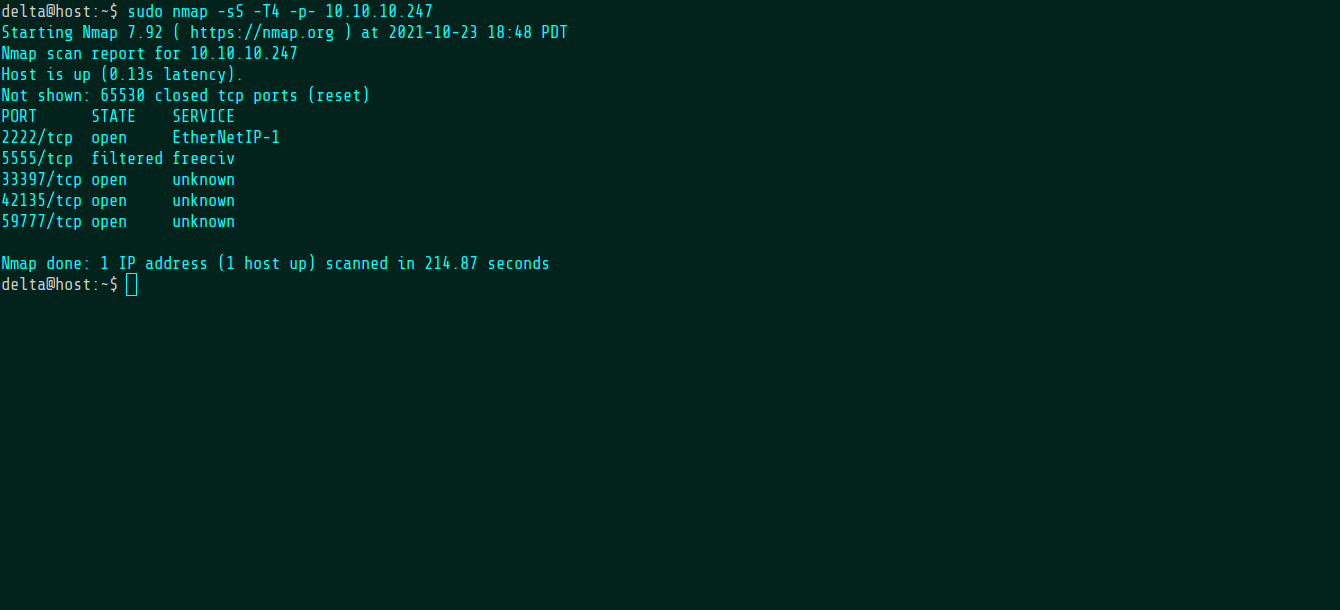 delta@host:~$ sudo nmap -sS -T4 -p- 10.10.10.247
Starting Nmap 7.92 ( https://nmap.org ) at 2021-10-23 18:48 PDT
Nmap scan report for 10.10.10.247
Host is up (0.13s latency).
Not shown: 65530 closed tcp ports (reset)
PORT      STATE    SERVICE
2222/tcp  open     EtherNetIP-1
5555/tcp  filtered freeciv
33397/tcp open     unknown
42135/tcp open     unknown
59777/tcp open     unknown

Nmap done: 1 IP address (1 host up) scanned in 214.87 seconds
delta@host:~$